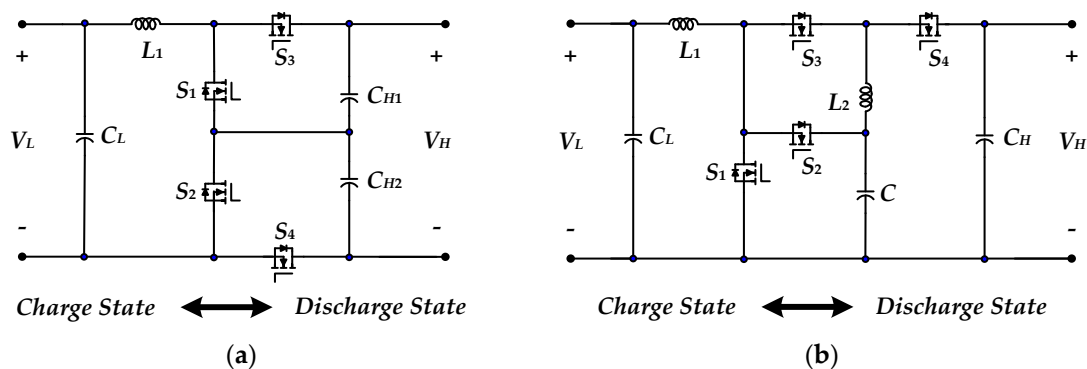 + L1 S3 +
S1 CH1
VL CL VH
S2 CH2
- S4 -
Charge State Discharge State
(a)
+ L1 S3 S4 +
L2
VL CL S2 CH VH
S1 C
- -
Charge State Discharge State
(b)